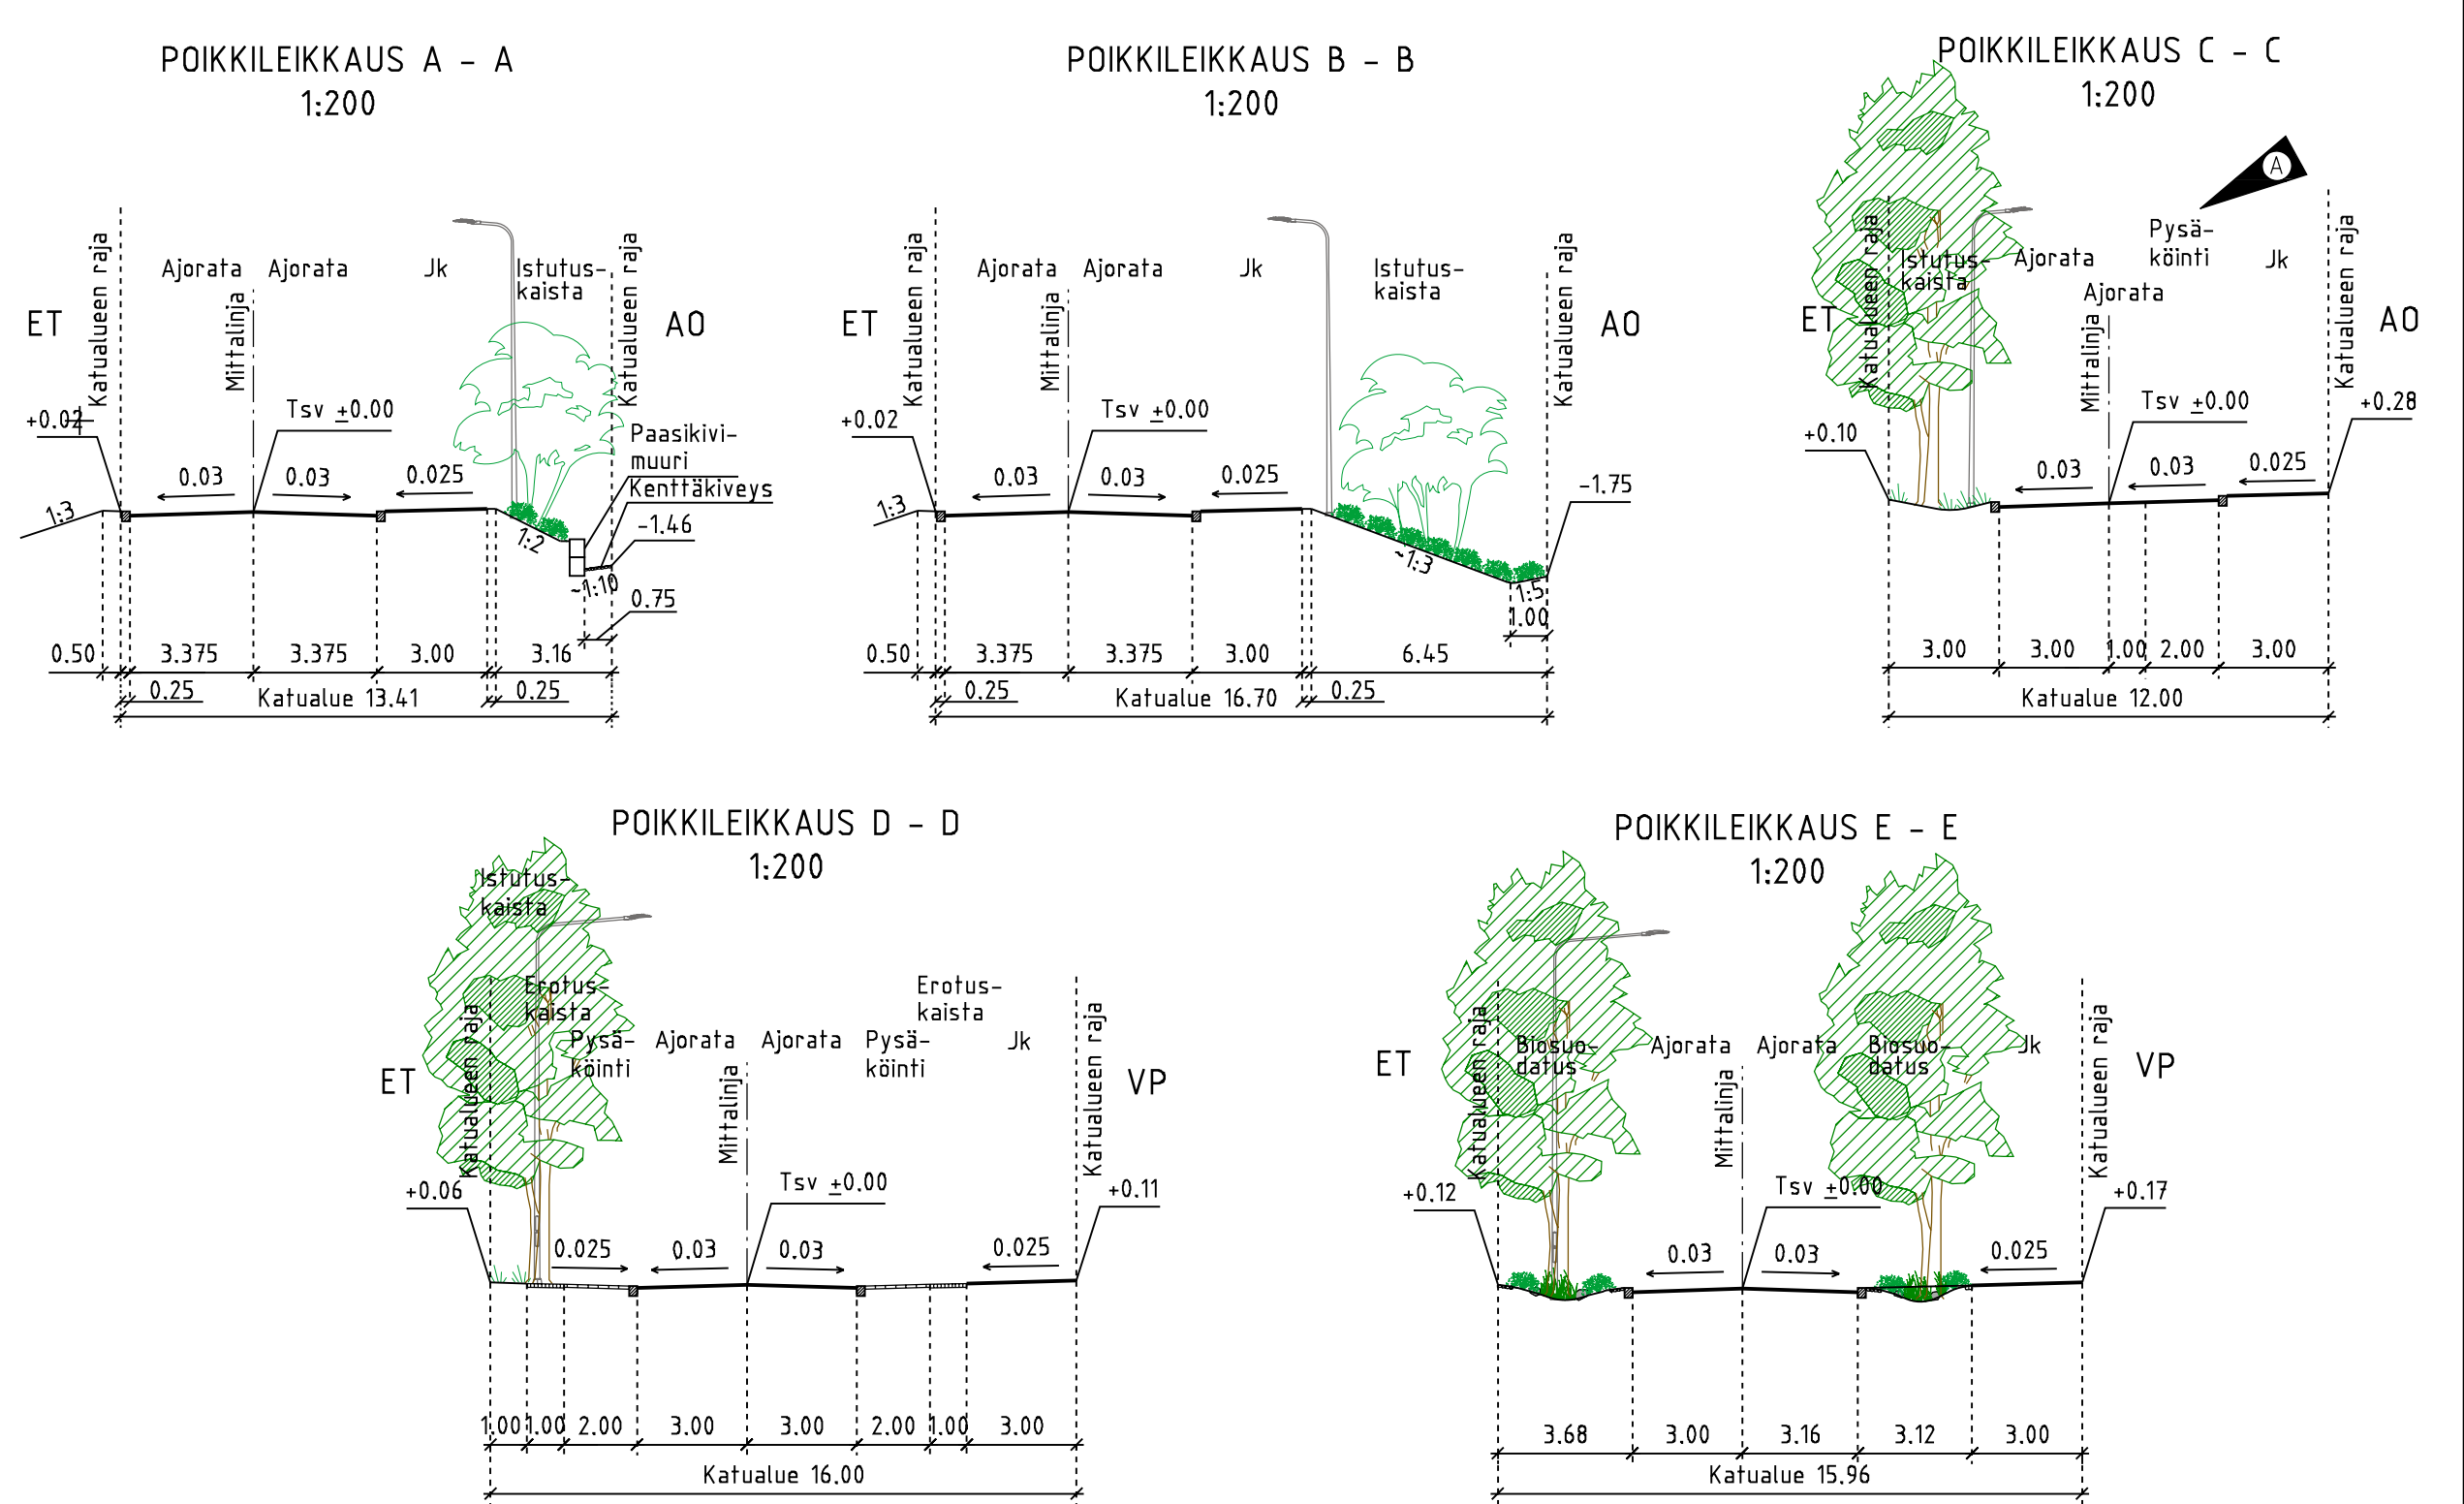 POIKKILEIKKAUS A - A
1:200
Katualueen raja
Ajorata
Ajorata
Jk
Istutus-
kaista
Katualueen raja
ET
Mittalinja
AO
+0.02
Tsv ±0.00
Paasikivi-
muuri
Kenttäkiveys
-1.46
0.03
0.03
0.025
1:3
1:2
~1:10
0.75
0.50
3.375
3.375
3.00
3.16
0.25
Katualue 13.41
0.25
POIKKILEIKKAUS B - B
1:200
Katualueen raja
Ajorata
Ajorata
Jk
Istutus-
kaista
Katualueen raja
ET
Mittalinja
AO
+0.02
Tsv ±0.00
-1.75
0.03
0.03
0.025
1:3
~1:3
1:5
1.00
0.50
3.375
3.375
3.00
6.45
0.25
Katualue 16.70
0.25
POIKKILEIKKAUS C - C
1:200
A
Katualueen raja
Istutus-
kaista
Ajorata
Ajorata
Pysä-
köinti
Jk
Katualueen raja
ET
Mittalinja
AO
+0.10
Tsv ±0.00
+0.28
0.03
0.03
0.025
3.00
3.00
1.00
2.00
3.00
Katualue 12.00
POIKKILEIKKAUS D - D
1:200
Istutus-
kaista
Erotus-
kaista
Pysä-
köinti
Ajorata
Ajorata
Pysä-
köinti
Erotus-
kaista
Jk
Katualueen raja
Katualueen raja
ET
Mittalinja
VP
+0.06
Tsv ±0.00
+0.11
0.025
0.03
0.03
0.025
1.00
1.00
2.00
3.00
3.00
2.00
1.00
3.00
Katualue 16.00
POIKKILEIKKAUS E - E
1:200
Katualueen raja
Biosuo-
datus
Ajorata
Ajorata
Biosuo-
datus
Jk
Katualueen raja
ET
Mittalinja
VP
+0.12
Tsv ±0.00
+0.17
0.03
0.03
0.025
3.68
3.00
3.16
3.12
3.00
Katualue 15.96